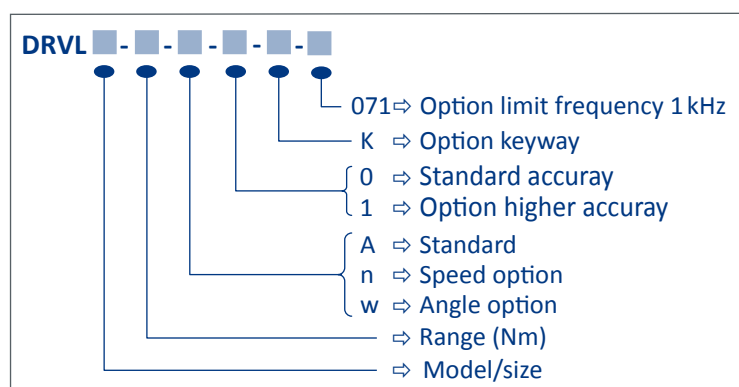 DRVL - - - - -
071 ⇨ Option limit frequency 1 kHz
K ⇨ Option keyway
0 ⇨ Standard accuray
1 ⇨ Option higher accuray
A ⇨ Standard
n ⇨ Speed option
w ⇨ Angle option
⇨ Range (Nm)
⇨ Model/size